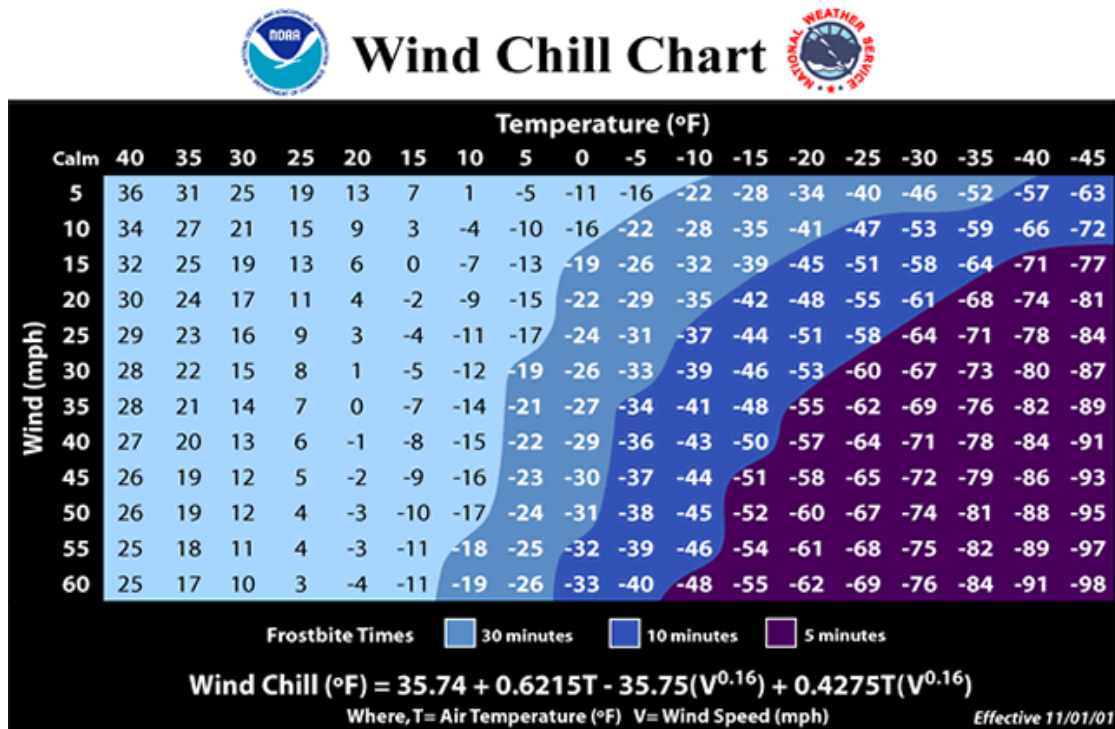 NOAA
NATIONAL OCEANIC AND ATMOSPHERIC ADMINISTRATION
U.S. DEPARTMENT OF COMMERCE
Wind Chill Chart
NATIONAL WEATHER SERVICE
Temperature (ºF)
Calm 40 35 30 25 20 15 10 5 0 -5 -10 -15 -20 -25 -30 -35 -40 -45
Wind (mph)
5 36 31 25 19 13 7 1 -5 -11 -16 -22 -28 -34 -40 -46 -52 -57 -63
10 34 27 21 15 9 3 -4 -10 -16 -22 -28 -35 -41 -47 -53 -59 -66 -72
15 32 25 19 13 6 0 -7 -13 -19 -26 -32 -39 -45 -51 -58 -64 -71 -77
20 30 24 17 11 4 -2 -9 -15 -22 -29 -35 -42 -48 -55 -61 -68 -74 -81
25 29 23 16 9 3 -4 -11 -17 -24 -31 -37 -44 -51 -58 -64 -71 -78 -84
30 28 22 15 8 1 -5 -12 -19 -26 -33 -39 -46 -53 -60 -67 -73 -80 -87
35 28 21 14 7 0 -7 -14 -21 -27 -34 -41 -48 -55 -62 -69 -76 -82 -89
40 27 20 13 6 -1 -8 -15 -22 -29 -36 -43 -50 -57 -64 -71 -78 -84 -91
45 26 19 12 5 -2 -9 -16 -23 -30 -37 -44 -51 -58 -65 -72 -79 -86 -93
50 26 19 12 4 -3 -10 -17 -24 -31 -38 -45 -52 -60 -67 -74 -81 -88 -95
55 25 18 11 4 -3 -11 -18 -25 -32 -39 -46 -54 -61 -68 -75 -82 -89 -97
60 25 17 10 3 -4 -11 -19 -26 -33 -40 -48 -55 -62 -69 -76 -84 -91 -98
Frostbite Times 30 minutes 10 minutes 5 minutes
Wind Chill (ºF) = 35.74 + 0.6215T - 35.75(V^0.16) + 0.4275T(V^0.16)
Where, T= Air Temperature (ºF) V= Wind Speed (mph) Effective 11/01/01